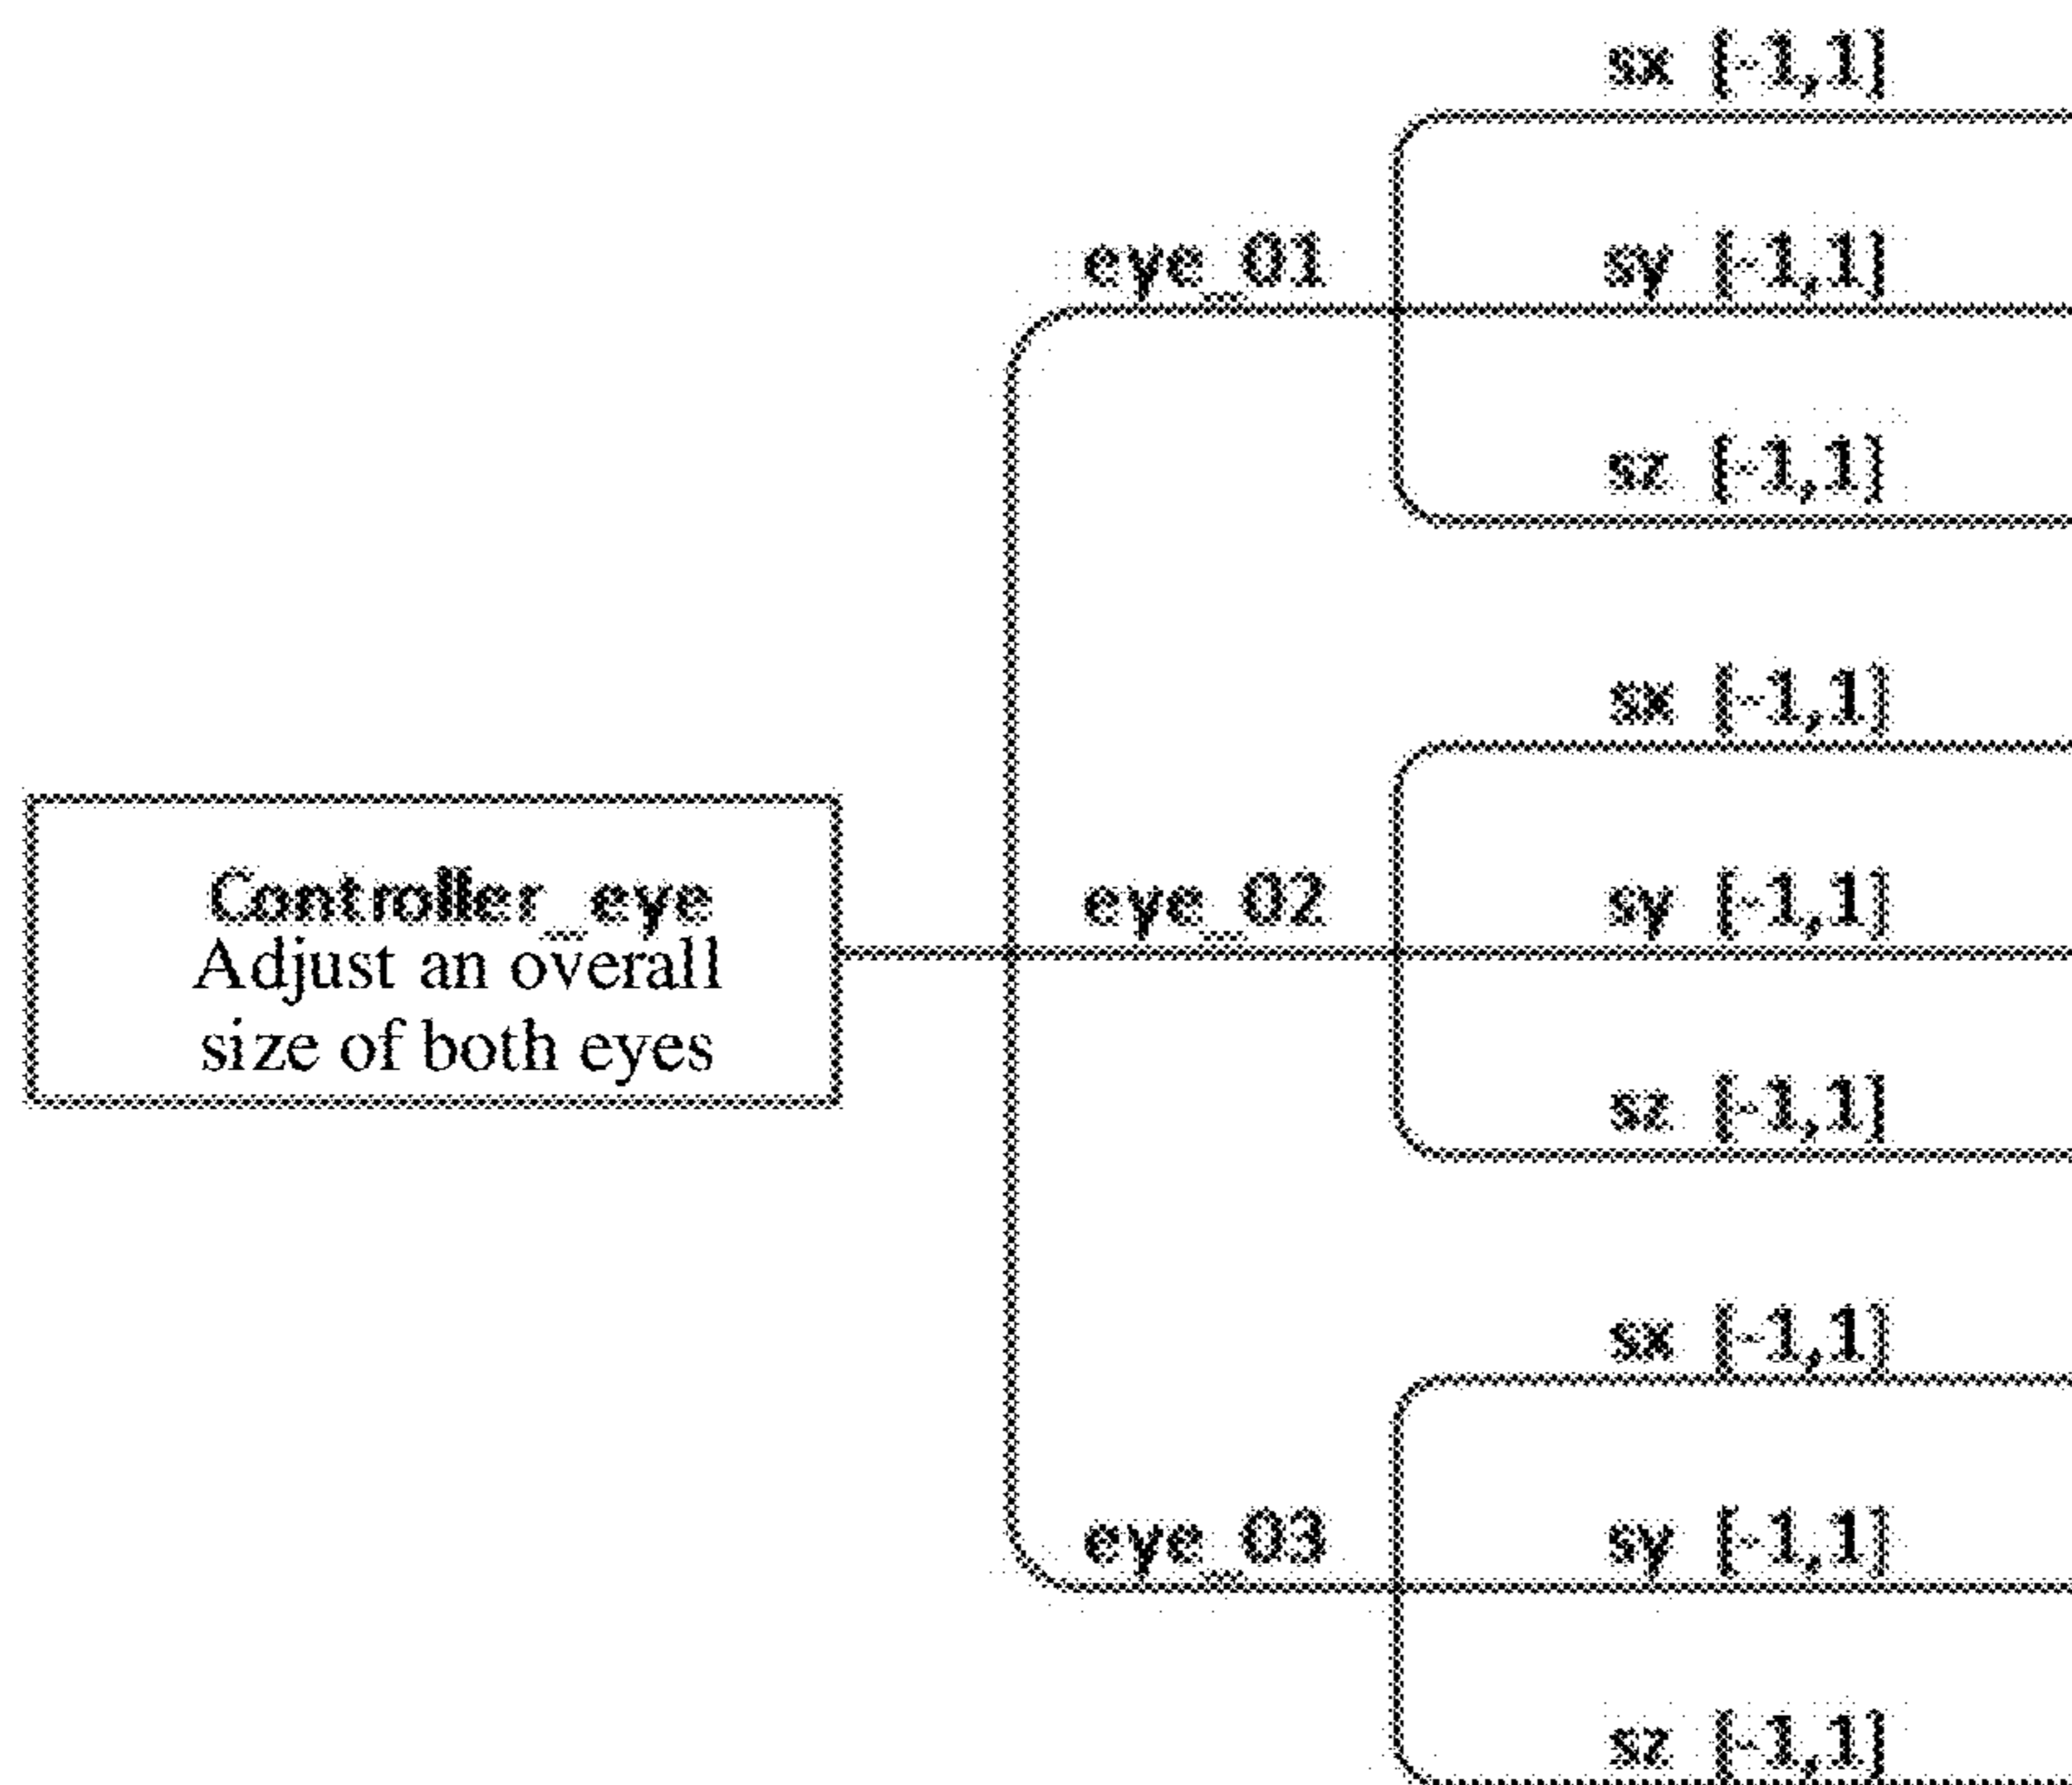 sx [-1,1]
eye_01
sy [-1,1]
sz [-1,1]
sx [-1,1]
Controller_eye
Adjust an overall
size of both eyes
eye_02
sy [-1,1]
sz [-1,1]
sx [-1,1]
eye_03
sy [-1,1]
sz [-1,1]